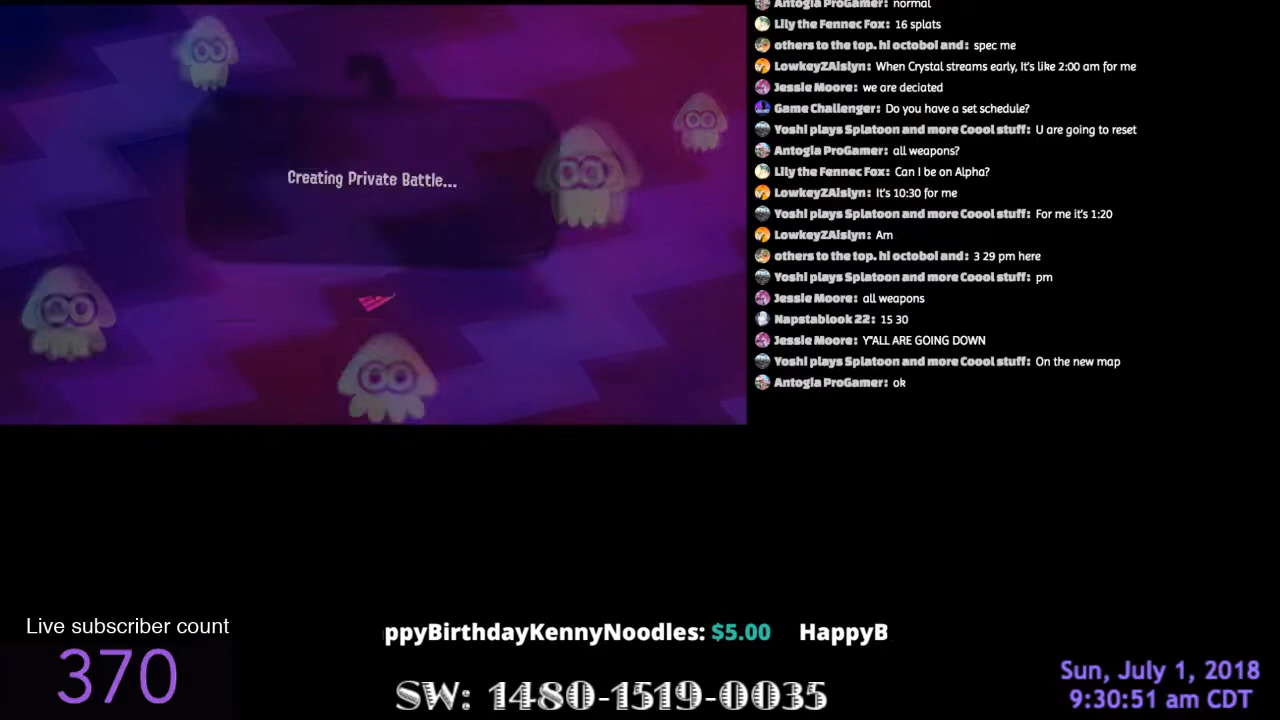 Antogia ProGamer: normal
Lily the Fennec Fox: 16 splats
others to the top. hi octoboi and: spec me
LowkeyZAislyn: When Crystal streams early, It's like 2:00 am for me
Jessie Moore: we are deciated
Game Challenger: Do you have a set schedule?
Yoshi plays Splatoon and more Coool stuff: U are going to reset
Antogia ProGamer: all weapons?
Lily the Fennec Fox: Can I be on Alpha?
LowkeyZAislyn: It's 10:30 for me
Yoshi plays Splatoon and more Coool stuff: For me it's 1:20
LowkeyZAislyn: Am
others to the top. hi octoboi and: 3 29 pm here
Yoshi plays Splatoon and more Coool stuff: pm
Jessie Moore: all weapons
Napstablook 22: 15 30
Jessie Moore: Y"ALL ARE GOING DOWN
Yoshi plays Splatoon and more Coool stuff: On the new map
Antogia ProGamer: ok
Creating Private Battle...
Live subscriber count
370
ppyBirthdayKennyNoodles: $5.00 HappyB
SW: 1480-1519-0035
Sun, July 1, 2018
9:30:51 am CDT